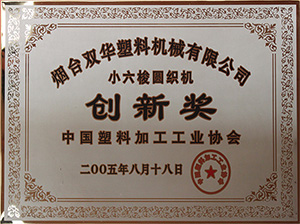 烟台双华塑料机械有限公司
小六梭圆织机
创新奖
中国塑料加工工业协会
二〇〇五年八月十八日